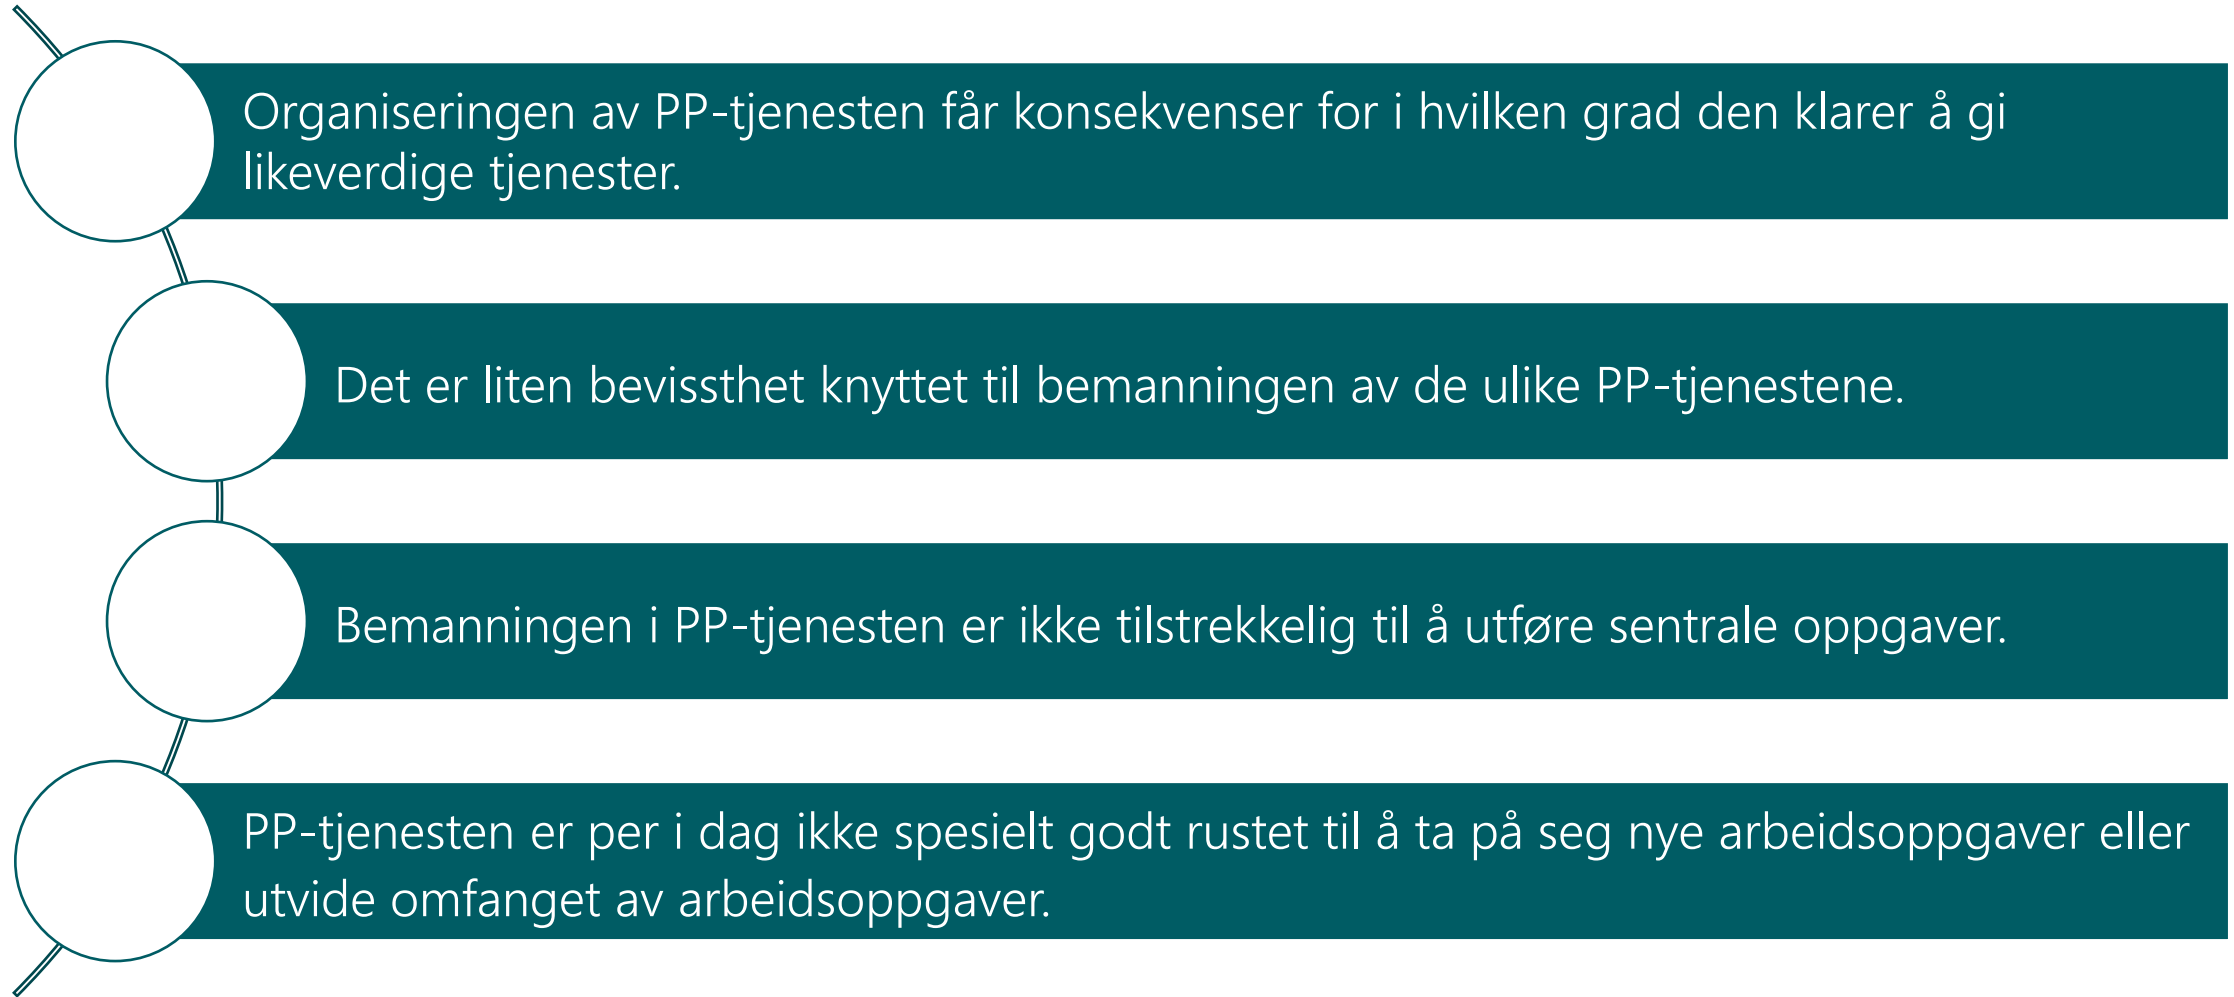 Organiseringen av PP-tjenesten får konsekvenser for i hvilken grad den klarer å gi
likeverdige tjenester.
Det er liten bevissthet knyttet til bemanningen av de ulike PP-tjenestene.
Bemanningen i PP-tjenesten er ikke tilstrekkelig til å utføre sentrale oppgaver.
PP-tjenesten er per i dag ikke spesielt godt rustet til å ta på seg nye arbeidsoppgaver eller
utvide omfanget av arbeidsoppgaver.